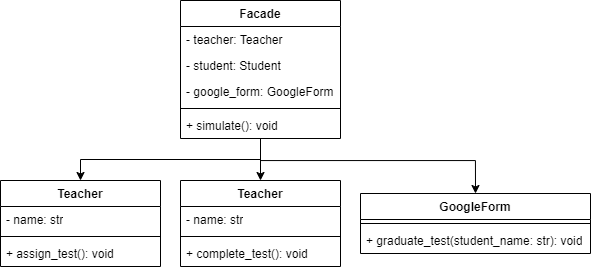 Facade
- teacher: Teacher
- student: Student
- google_form: GoogleForm
+ simulate(): void
Teacher
- name: str
+ assign_test(): void
Teacher
- name: str
+ complete_test(): void
GoogleForm
+ graduate_test(student_name: str): void